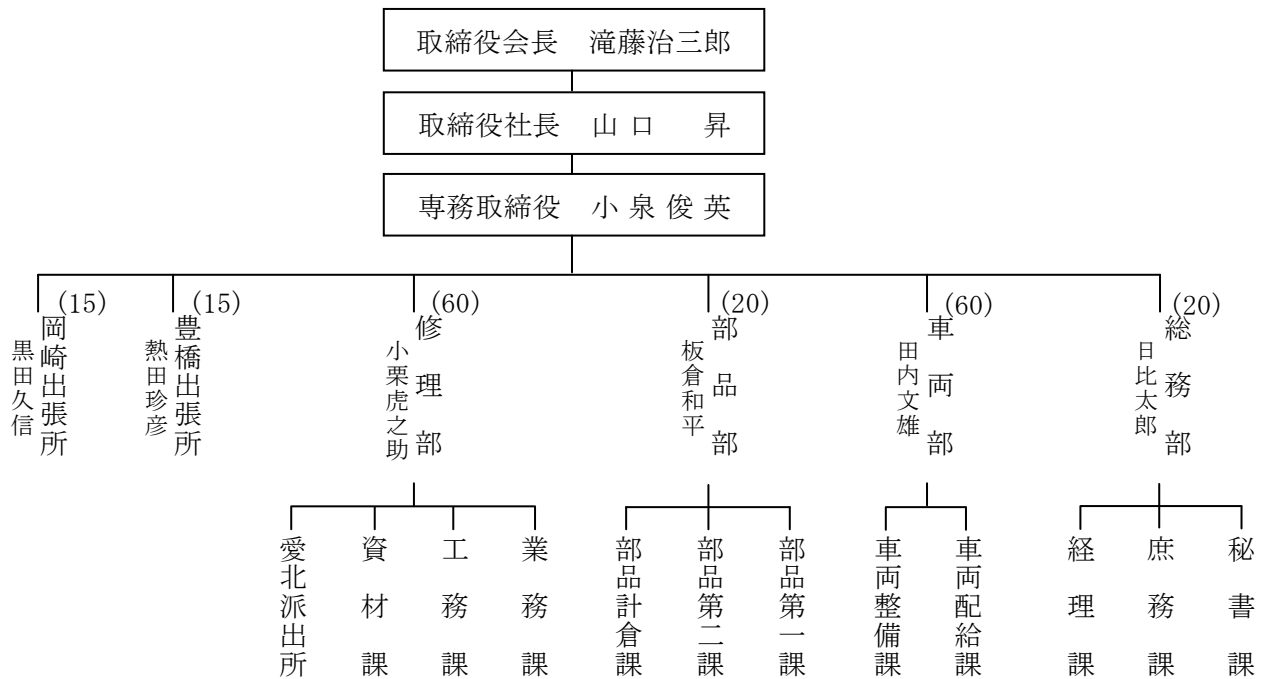 取締役会長　滝藤治三郎
取締役社長　山口　昇
専務取締役　小泉俊英
(20)
総務部
日比太郎
(60)
車両部
田内文雄
(20)
部品部
板倉和平
(60)
修理部
小栗虎之助
(15)
豊橋出張所
熱田珍彦
(15)
岡崎出張所
黒田久信
秘書課
庶務課
経理課
車両配給課
車両整備課
部品第一課
部品第二課
部品計倉課
業務課
工務課
資材課
愛北派出所